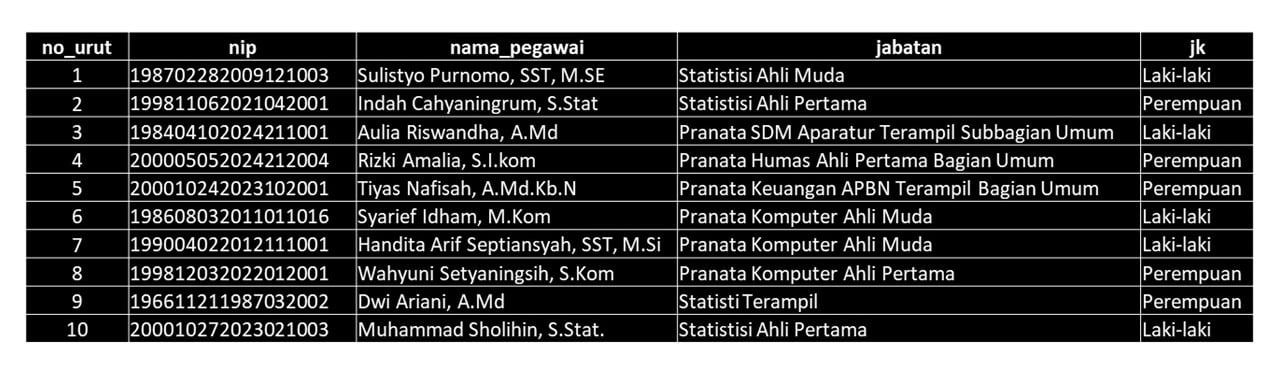 no_urut nip nama_pegawai jabatan jk
1 198702282009121003 Sulistyo Purnomo, SST, M.SE Statistisi Ahli Muda Laki-laki
2 199811062021042001 Indah Cahyaningrum, S.Stat Statistisi Ahli Pertama Perempuan
3 198404102024211001 Aulia Riswandha, A.Md Pranata SDM Aparatur Terampil Subbagian Umum Laki-laki
4 200005052024212004 Rizki Amalia, S.I.kom Pranata Humas Ahli Pertama Bagian Umum Perempuan
5 200010242023102001 Tiyas Nafisah, A.Md.Kb.N Pranata Keuangan APBN Terampil Bagian Umum Perempuan
6 198608032011011016 Syarief Idham, M.Kom Pranata Komputer Ahli Muda Laki-laki
7 199004022012111001 Handita Arif Septiansyah, SST, M.Si Pranata Komputer Ahli Muda Laki-laki
8 199812032022012001 Wahyuni Setyaningsih, S.Kom Pranata Komputer Ahli Pertama Perempuan
9 196611211987032002 Dwi Ariani, A.Md Statisti Terampil Perempuan
10 200010272023021003 Muhammad Sholihin, S.Stat. Statistisi Ahli Pertama Laki-laki